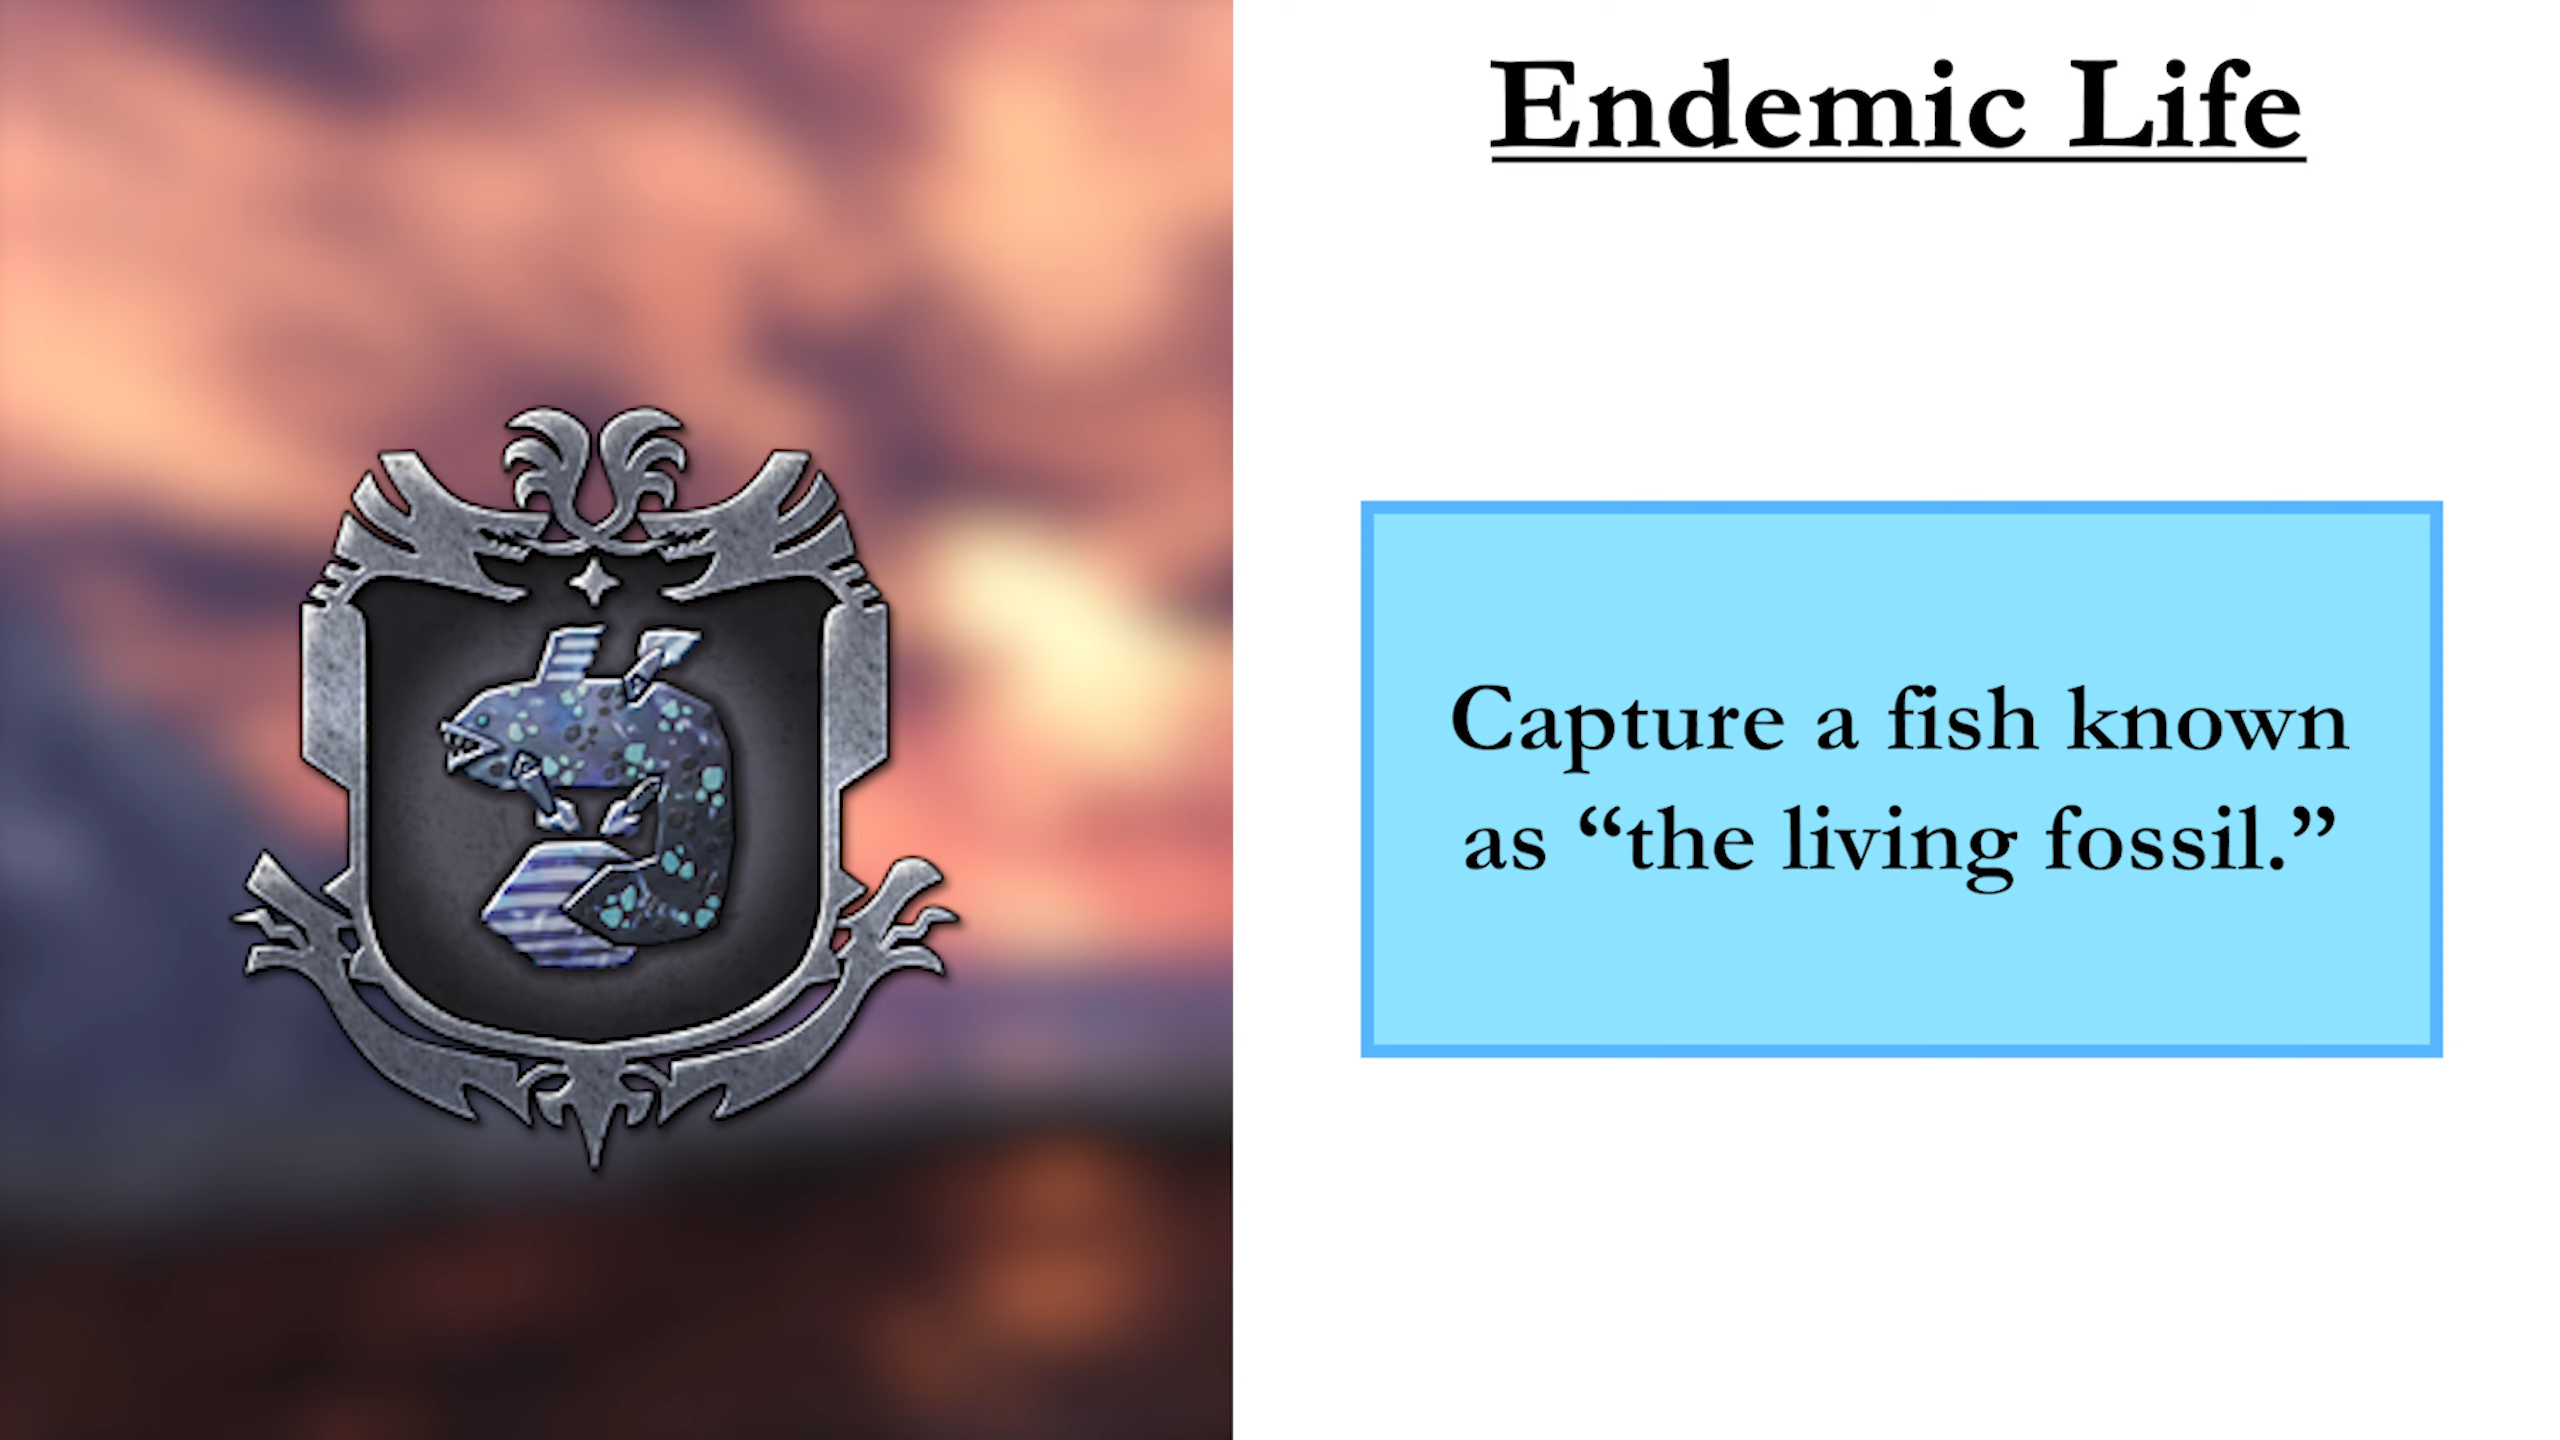 Endemic Life
Capture a fish known
as “the living fossil.”